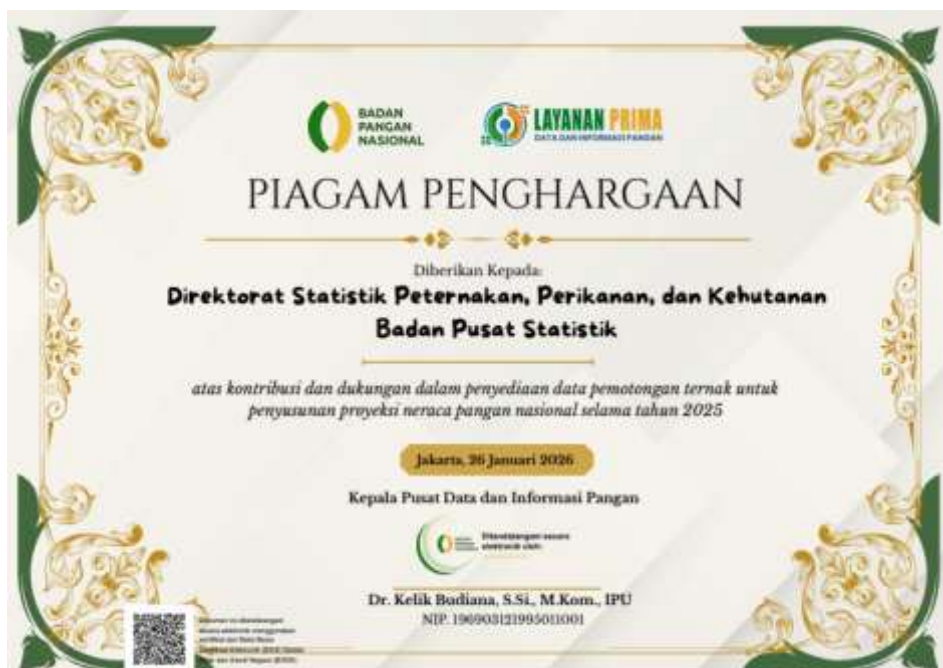 BADAN
PANGAN
NASIONAL
LAYANAN PRIMA
DATA DAN INFORMASI PANGAN
PIAGAM PENGHARGAAN
Diberikan Kepada:
Direktorat Statistik Peternakan, Perikanan, dan Kehutanan
Badan Pusat Statistik
atas kontribusi dan dukungan dalam penyediaan data pemotongan ternak untuk
penyusunan proyeksi neraca pangan nasional selama tahun 2025
Jakarta, 26 Januari 2026
Kepala Pusat Data dan Informasi Pangan
Ditandatangani secara
elektronik oleh:
Dr. Kelik Budiana, S.Si., M.Kom., IPU
NIP. 196903121995011001